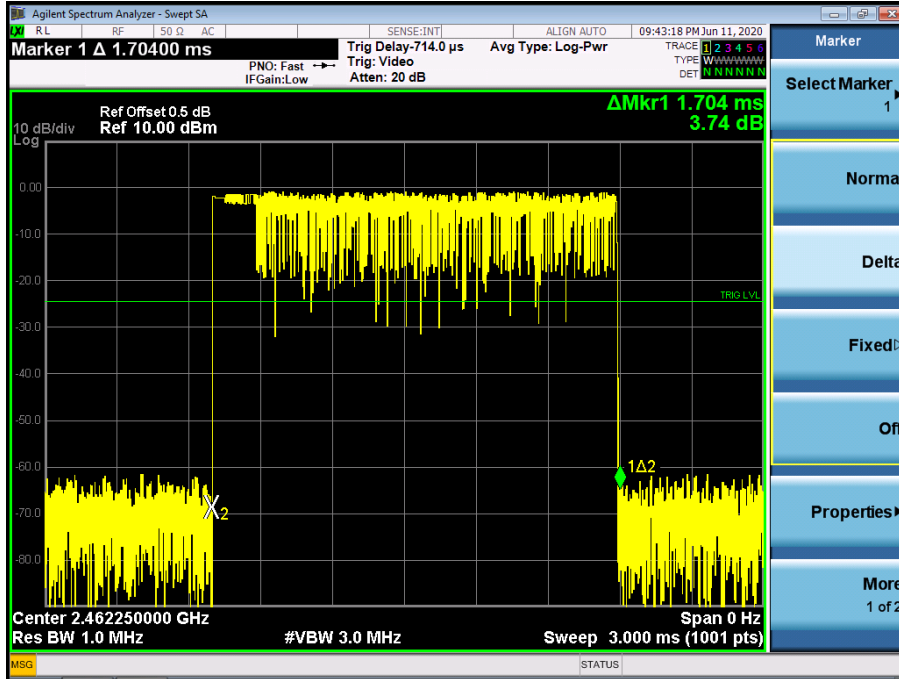 Agilent Spectrum Analyzer - Swept SA
LXI RL RF 50 Ω AC SENSE:INT ALIGN AUTO 09:43:18 PM Jun 11, 2020
Marker 1 Δ 1.70400 ms
PNO: Fast
IFGain:Low
Trig Delay-714.0 µs
Trig: Video
Atten: 20 dB
Avg Type: Log-Pwr
TRACE 1 2 3 4 5 6
TYPE WWWWWW
DET N N N N N N
ΔMkr1 1.704 ms
3.74 dB
Ref Offset 0.5 dB
10 dB/div Ref 10.00 dBm
Log
0.00
-10.0
-20.0
TRIG LVL
-30.0
-40.0
-50.0
-60.0
1Δ2
-70.0
2
-80.0
Center 2.462250000 GHz Span 0 Hz
Res BW 1.0 MHz #VBW 3.0 MHz Sweep 3.000 ms (1001 pts)
MSG STATUS
Marker
Select Marker
1
Norma
Delta
Fixed
Off
Properties
More
1 of 2